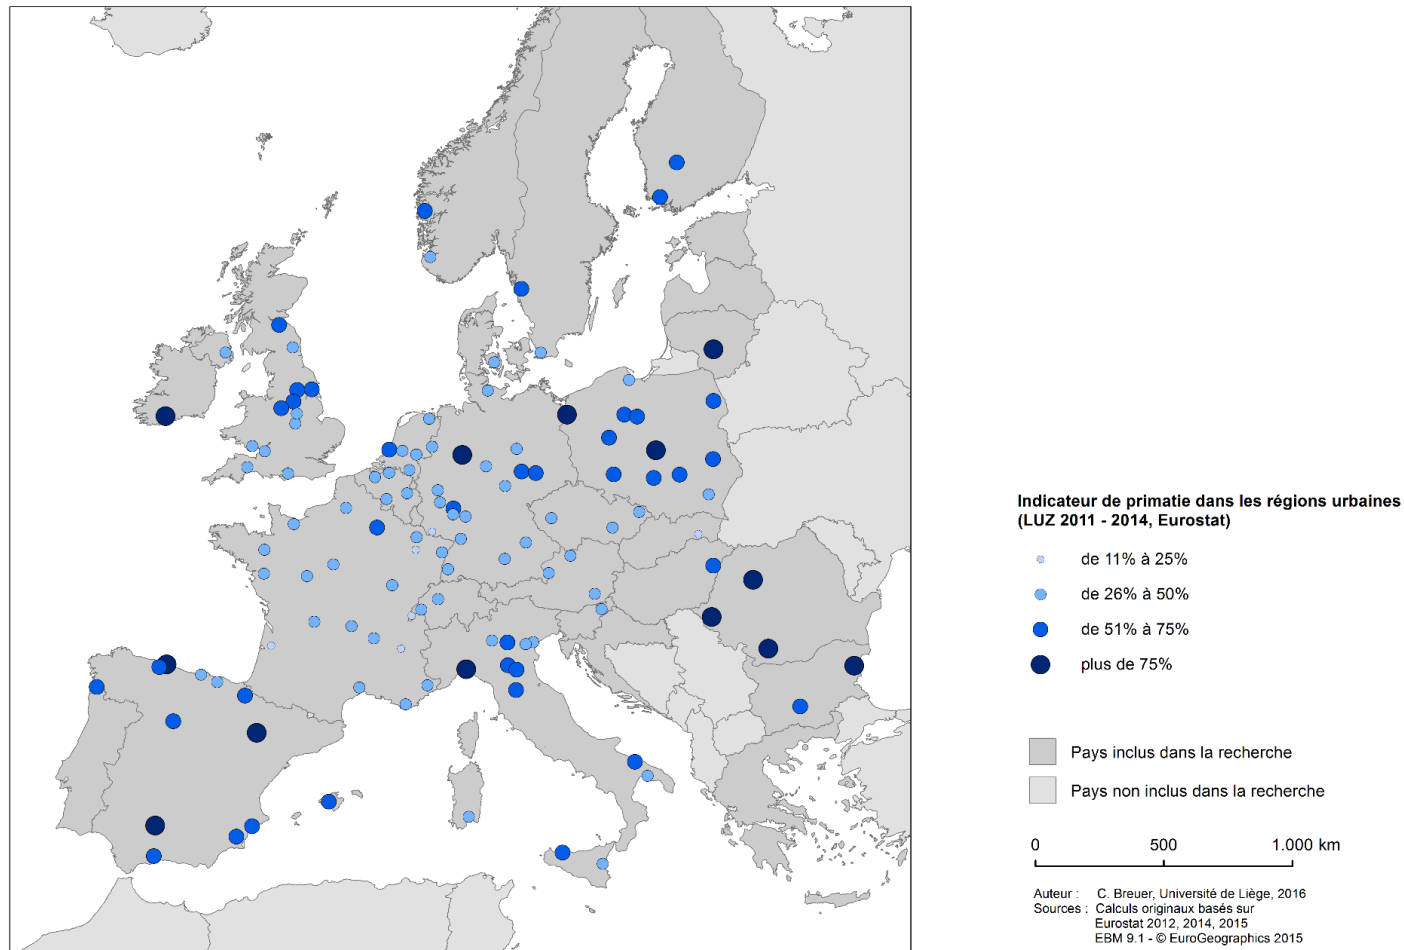 Indicateur de primatie dans les régions urbaines
(LUZ 2011 - 2014, Eurostat)
de 11% à 25%
de 26% à 50%
de 51% à 75%
plus de 75%
Pays inclus dans la recherche
Pays non inclus dans la recherche
0 500 1.000 km
Auteur : C. Breuer, Université de Liège, 2016
Sources : Calculs originaux basés sur
Eurostat 2012, 2014, 2015
EBM 9.1 - © EuroGeographics 2015